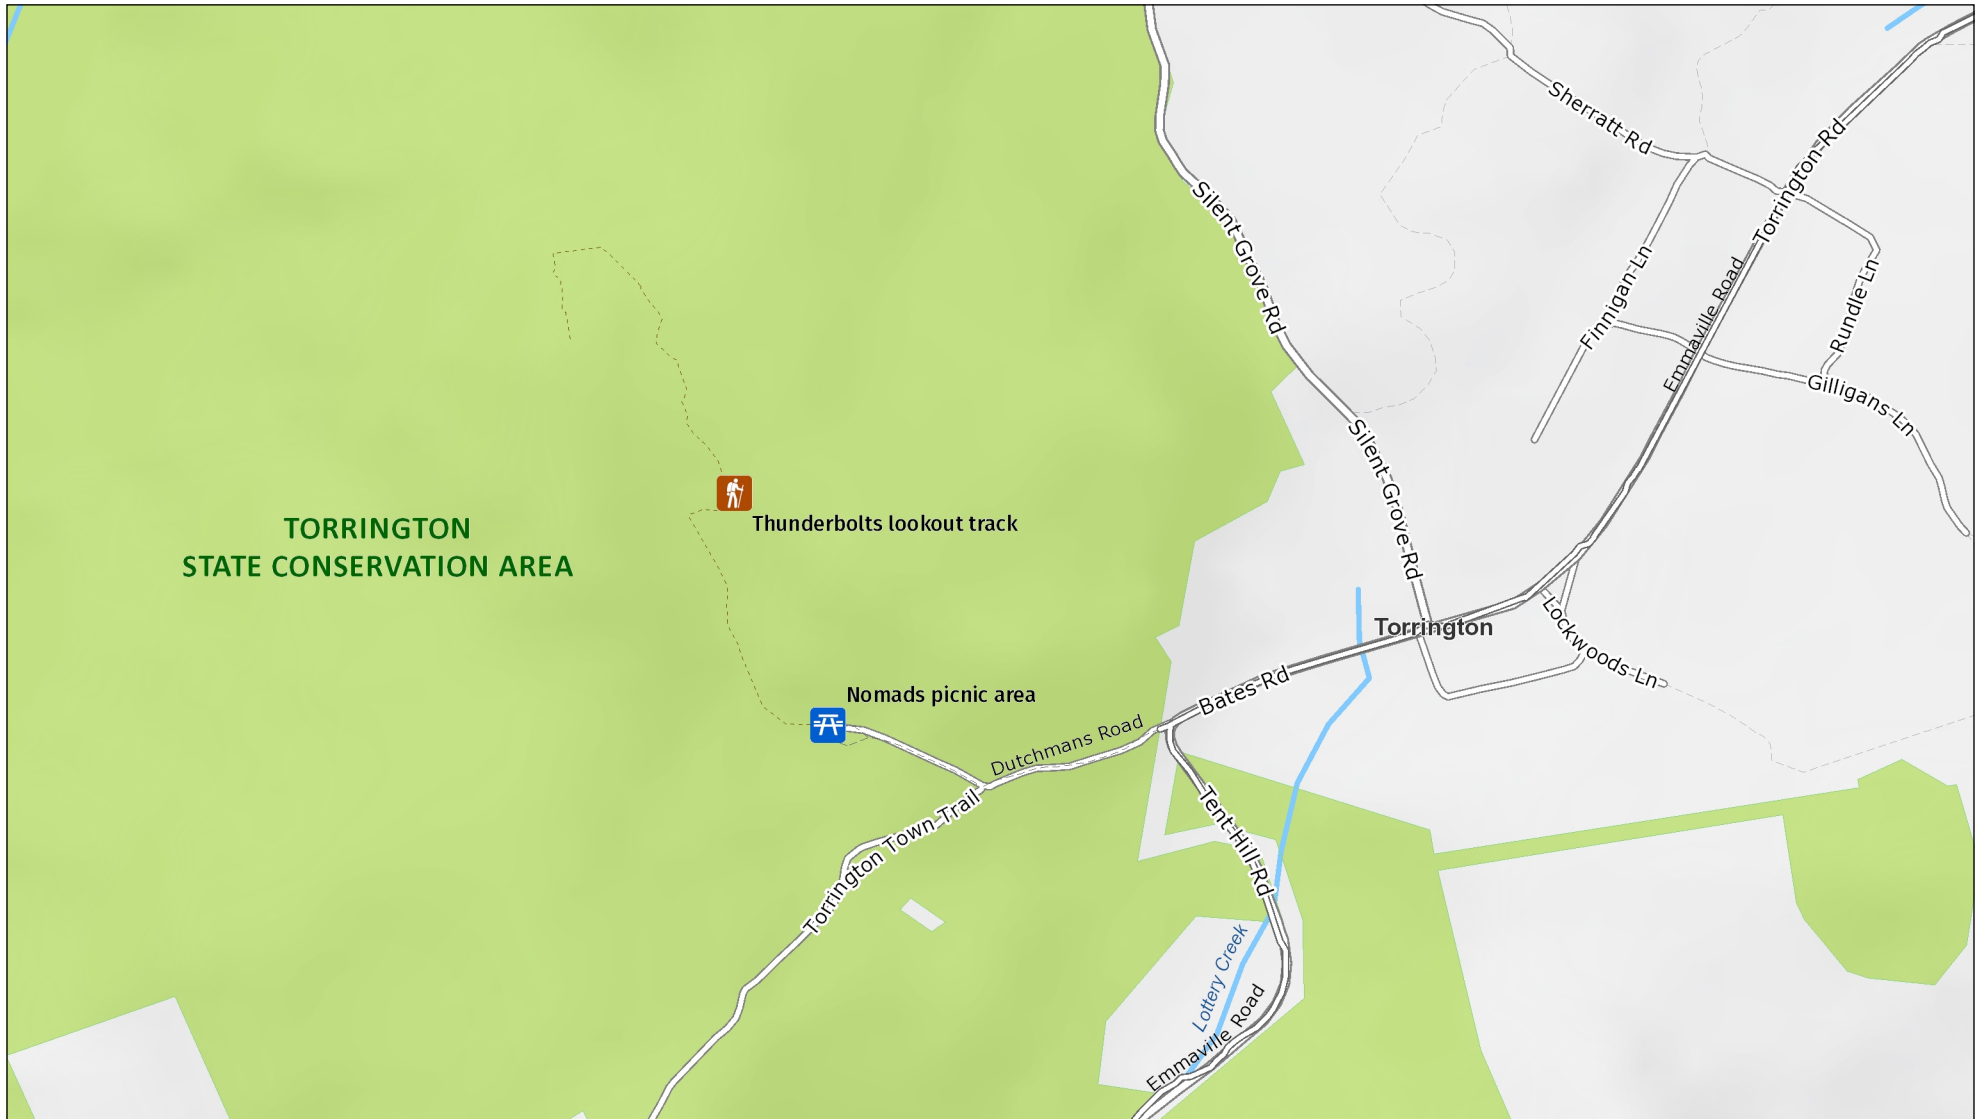 Sherratt Rd
Torrington Rd
Silent Grove Rd
Finnigan Ln
Emmaville Road
Rundle Ln
Gilligans Ln
Silent Grove Rd
Thunderbolts lookout track
TORRINGTON
STATE CONSERVATION AREA
Torrington
Lockwoods Ln
Nomads picnic area
Bates Rd
Dutchmans Road
Torrington Town Trail
Tent Hill Rd
Lottery Creek
Emmaville Road